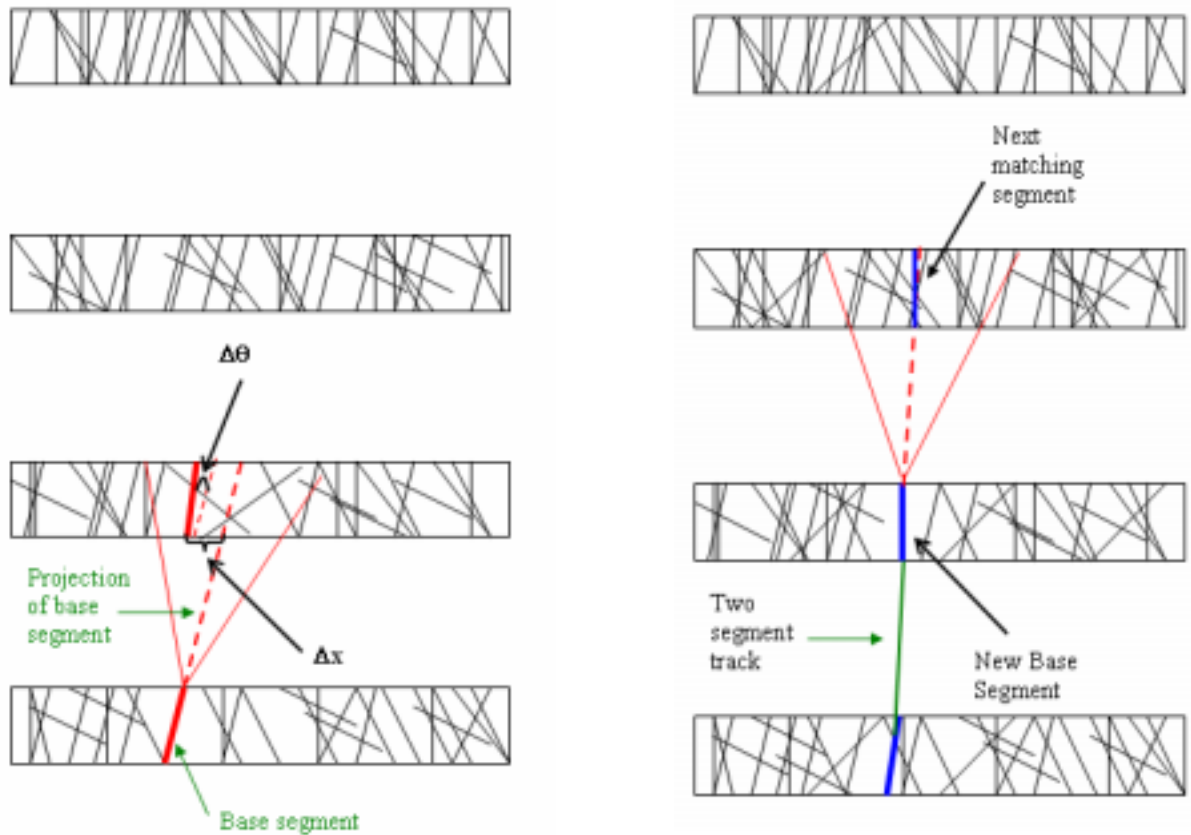 Δθ
Projection
of base
segment
Δx
Base segment
Next
matching
segment
Two
segment
track
New Base
Segment